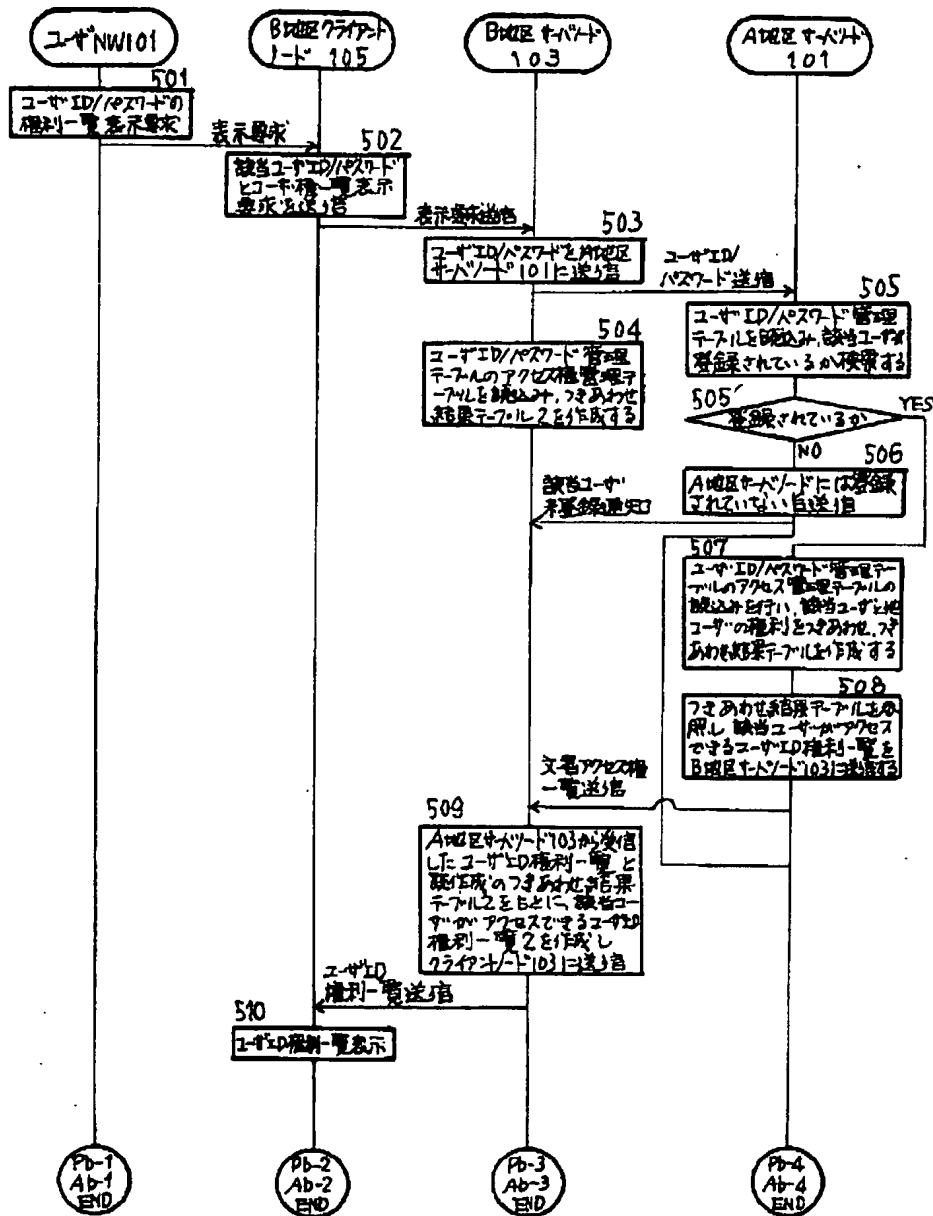 ユーザNW101
B地区クライアント
ノード 105
B地区サーバノード
103
A地区サーバノード
101
501
ユーザID/パスワードの
権利一覧表示要求
表示要求
502
該当ユーザID/パスワード
とユーザ権一覧表示
要求を送信
表示要求送信
503
ユーザID/パスワードをA地区
サーバノード101に送信
ユーザID/
パスワード送信
504
ユーザID/パスワード管理
テーブルのアクセス権管理テ
ーブルを読込み,つきあわせ
結果テーブル2を作成する
505
ユーザID/パスワード管理
テーブルを読込み,該当ユーザが
登録されているか検索する
505'
登録されているか
YES
NO
506
A地区サーバノードには登録
されていない旨送信
該当ユーザ
未登録通知
507
ユーザID/パスワード管理テー
ブルのアクセス管理テーブルの
読込みを行い,該当ユーザと他
ユーザの権利をつきあわせ,つき
あわせ結果テーブルを作成する
508
つきあわせ結果テーブルを参
照し 該当ユーザーがアクセス
できるユーザID権利一覧を
B地区サーバノード103に送信する
文書アクセス権
一覧送信
509
A地区サーバノード103から受信
したユーザID権利一覧と
既作成のつきあわせ結果
テーブル2をもとに,該当ユー
ザがアクセスできるユーザID
権利一覧2を作成し
クライアントノード103に送信
ユーザID
権利一覧送信
510
ユーザID権利一覧表示
Pb-1
Ab-1
END
Pb-2
Ab-2
END
Pb-3
Ab-3
END
Pb-4
Ab-4
END